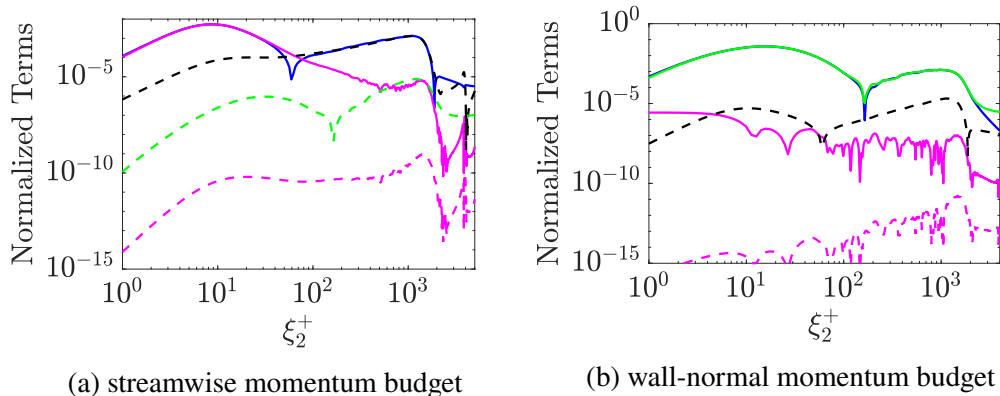 Normalized Terms
10^-5
10^-10
10^-15
10^0 10^1 10^2 10^3
ξ_2^+
(a) streamwise momentum budget
Normalized Terms
10^0
10^-5
10^-10
10^-15
10^0 10^1 10^2 10^3
ξ_2^+
(b) wall-normal momentum budget